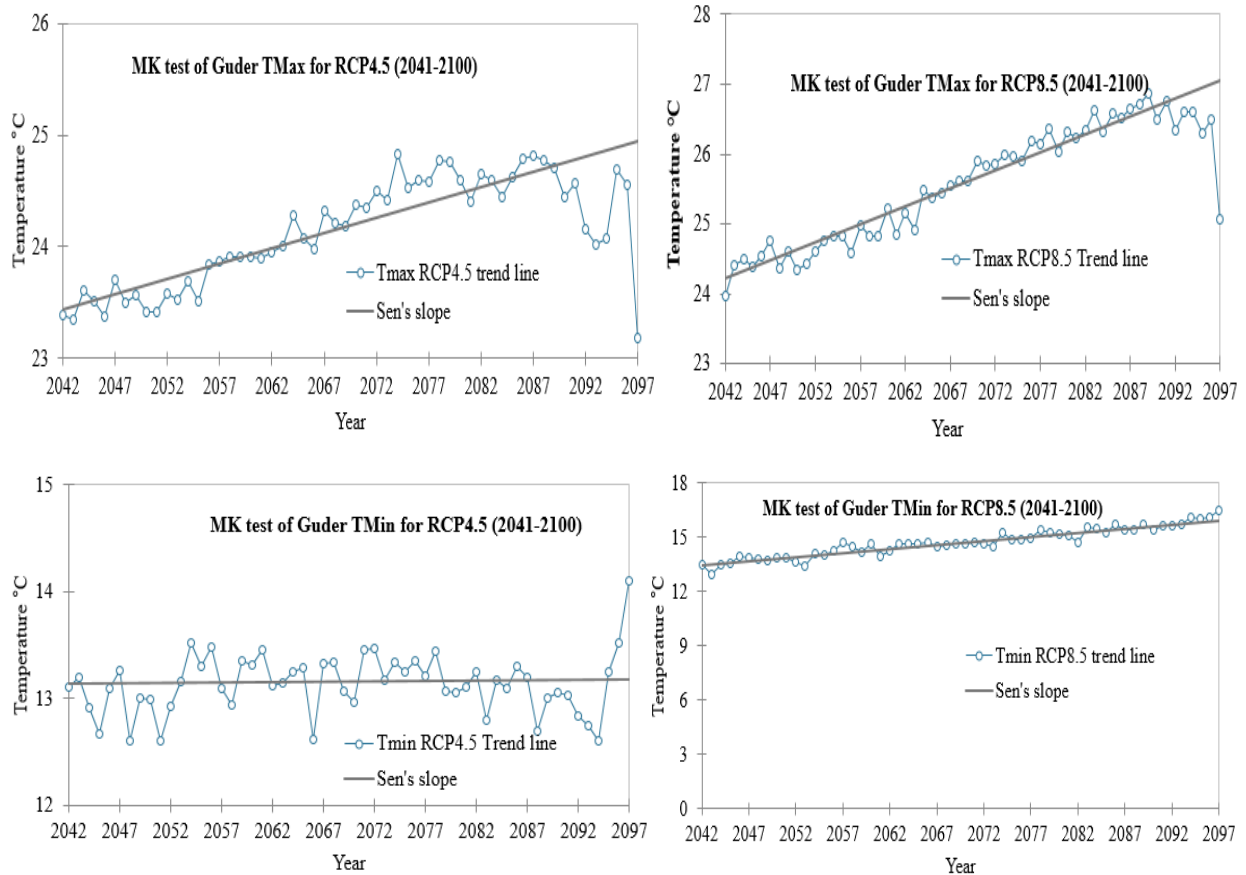 MK test of Guder TMax for RCP4.5 (2041-2100)
Temperature °C
26
25
24
23
Tmax RCP4.5 trend line
Sen's slope
2042 2047 2052 2057 2062 2067 2072 2077 2082 2087 2092 2097
Year
MK test of Guder TMax for RCP8.5 (2041-2100)
Temperature °C
28
27
26
25
24
23
Tmax RCP8.5 Trend line
Sen's slope
2042 2047 2052 2057 2062 2067 2072 2077 2082 2087 2092 2097
Year
MK test of Guder TMin for RCP4.5 (2041-2100)
Temperature °C
15
14
13
12
Tmin RCP4.5 Trend line
Sen's slope
2042 2047 2052 2057 2062 2067 2072 2077 2082 2087 2092 2097
Year
MK test of Guder TMin for RCP8.5 (2041-2100)
Temperature °C
18
15
12
9
6
3
0
Tmin RCP8.5 trend line
Sen's slope
2042 2047 2052 2057 2062 2067 2072 2077 2082 2087 2092 2097
Year